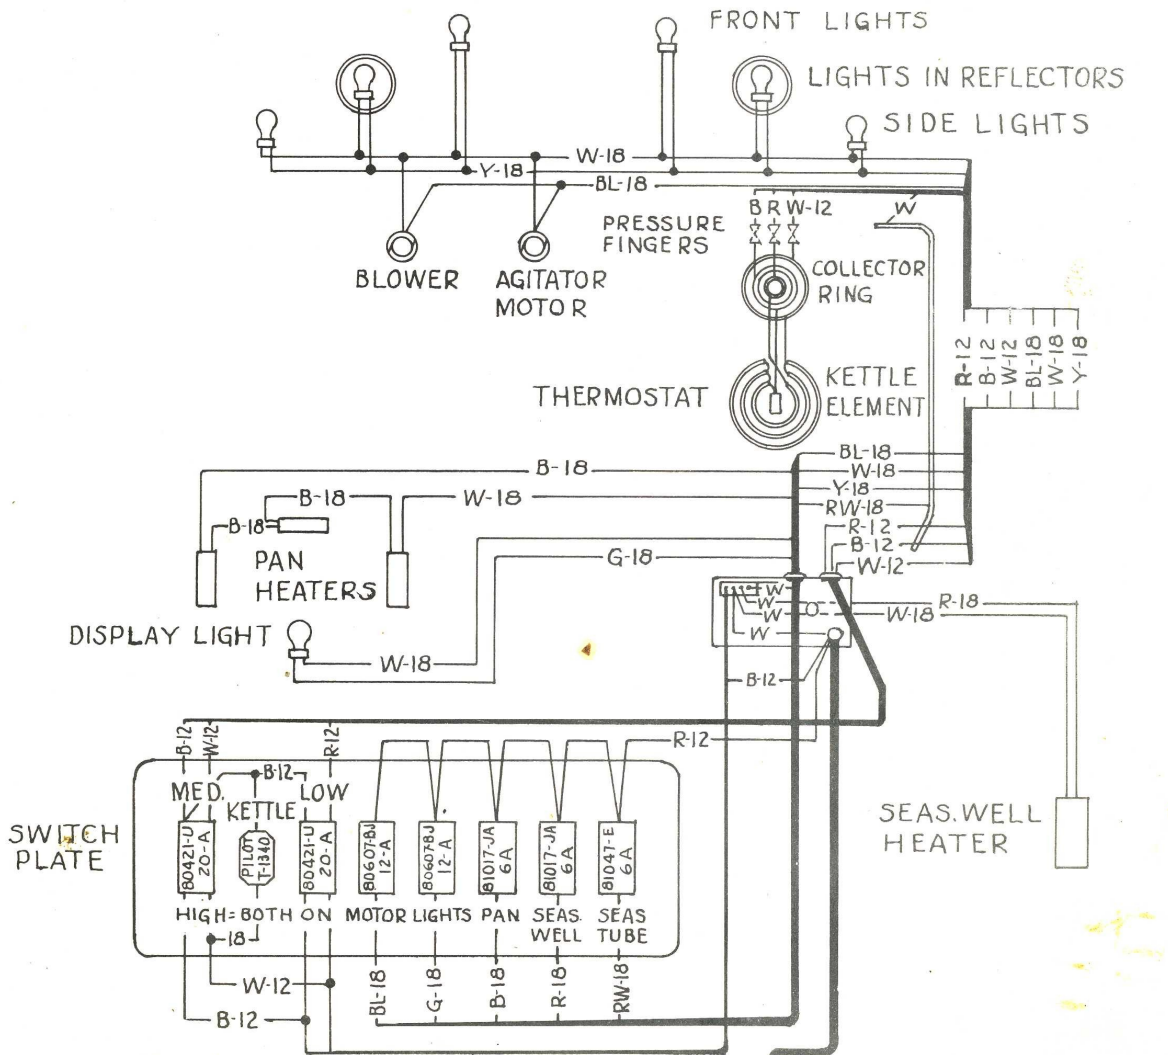 FRONT LIGHTS
LIGHTS IN REFLECTORS
SIDE LIGHTS
W-18
Y-18
BL-18
B R W-12
W
PRESSURE
FINGERS
BLOWER
AGITATOR
MOTOR
COLLECTOR
RING
R-12
B-12
W-12
BL-18
W-18
Y-18
THERMOSTAT
KETTLE
ELEMENT
BL-18
B-18
W-18
B-18
W-18
Y-18
RW-18
B-18
R-12
B-12
G-18
W-12
PAN
HEATERS
W
W
R-18
W
W-18
DISPLAY LIGHT
W
W-18
B-12
B-12
W-12
R-12
R-12
B-12
MED.
LOW
KETTLE
SWITCH
PLATE
80421-U
20-A
PILOT
T-1340
80421-U
20-A
80607-BJ
12-A
80607-BJ
12-A
81017-JA
6A
81017-JA
6A
81047-E
6A
SEAS. WELL
HEATER
HIGH = BOTH ON
MOTOR
LIGHTS
PAN
SEAS.
WELL
SEAS
TUBE
18
W-12
B-12
BL-18
G-18
B-18
R-18
RW-18